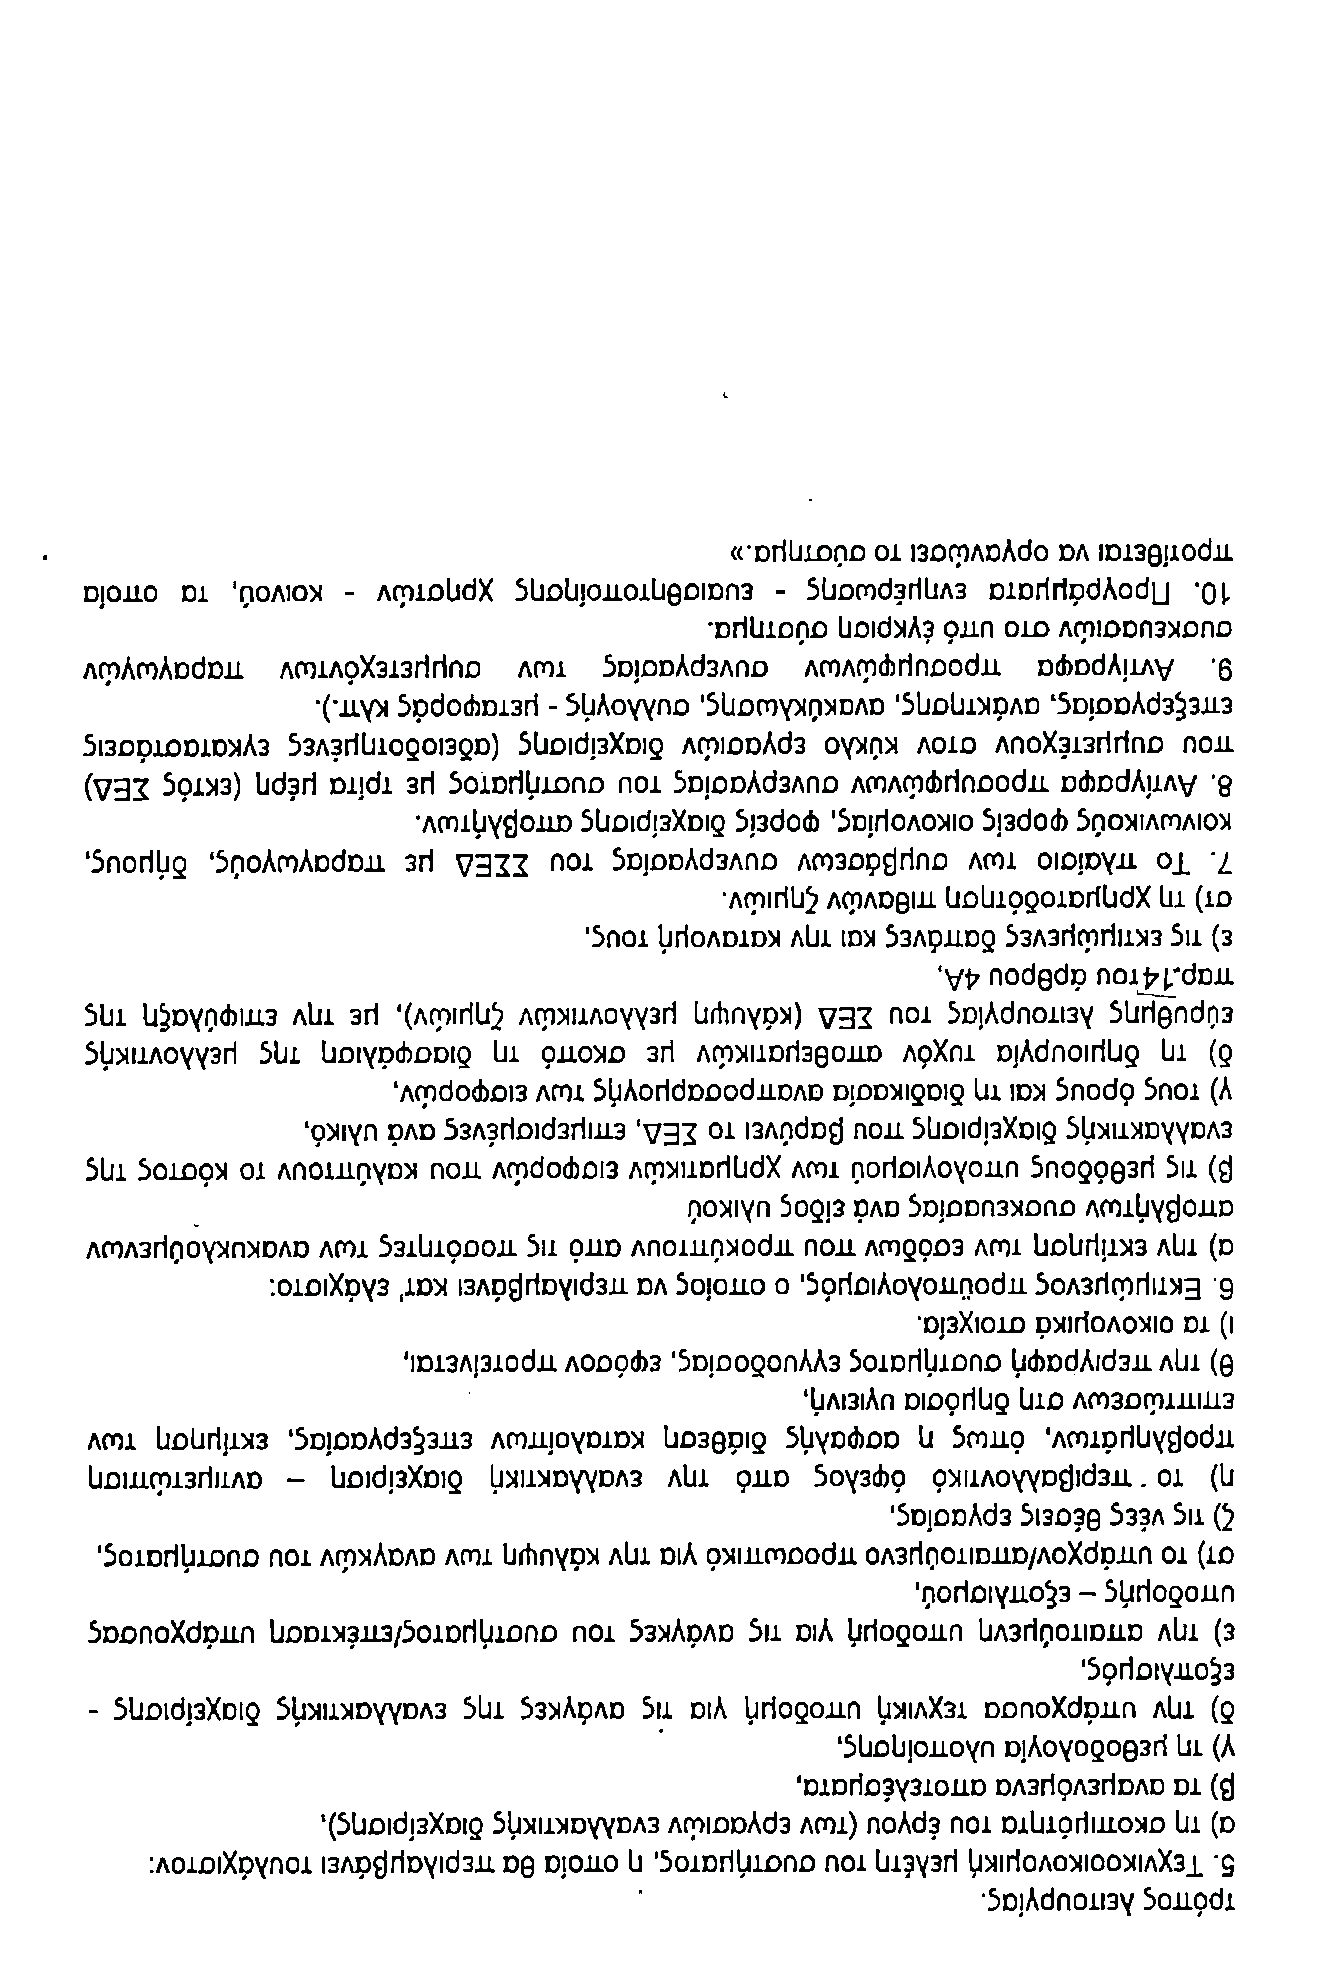 τρόπος λειτουργίας.
5. Τεχνικοοικονομική μελέτη του συστήματος, η οποία θα περιλαμβάνει τουλάχιστον:
α) τη σκοπιμότητα του έργου (των εργασιών εναλλακτικής διαχείρισης),
β) τα αναμενόμενα αποτελέσματα,
γ) τη μεθοδολογία υλοποίησης,
δ) την υπάρχουσα τεχνική υποδομή για τις ανάγκες της εναλλακτικής διαχείρισης -
εξοπλισμός,
ε) την απαιτούμενη υποδομή για τις ανάγκες του συστήματος/επέκταση υπάρχουσας
υποδομής – εξοπλισμού,
στ) το υπάρχον/απαιτούμενο προσωπικό για την κάλυψη των αναγκών του συστήματος,
ζ) τις νέες θέσεις εργασίας,
η) το περιβαλλοντικό όφελος από την εναλλακτική διαχείριση – αντιμετώπιση
προβλημάτων, όπως η ασφαλής διάθεση καταλοίπων επεξεργασίας, εκτίμηση των
επιπτώσεων στη δημόσια υγιεινή,
θ) την περιγραφή συστήματος εγγυοδοσίας, εφόσον προτείνεται,
ι) τα οικονομικά στοιχεία.
6. Εκτιμώμενος προϋπολογισμός, ο οποίος να περιλαμβάνει κατ' ελάχιστο:
α) την εκτίμηση των εσόδων που προκύπτουν από τις ποσότητες των ανακυκλούμενων
αποβλήτων συσκευασίας ανά είδος υλικού
β) τις μεθόδους υπολογισμού των χρηματικών εισφορών που καλύπτουν το κόστος της
εναλλακτικής διαχείρισης που βαρύνει το ΣΕΔ, επιμερισμένες ανά υλικό,
γ) τους όρους και τη διαδικασία αναπροσαρμογής των εισφορών,
δ) τη δημιουργία τυχόν αποθεματικών με σκοπό τη διασφάλιση της μελλοντικής
εύρυθμης λειτουργίας του ΣΕΔ (κάλυψη μελλοντικών ζημιών), με την επιφύλαξη της
παρ.14 του άρθρου 4Α,
ε) τις εκτιμώμενες δαπάνες και την κατανομή τους,
στ) τη χρηματοδότηση πιθανών ζημιών.
7. Το πλαίσιο των συμβάσεων συνεργασίας του ΣΣΕΔ με παραγωγούς, δήμους,
κοινωνικούς φορείς οικονομίας, φορείς διαχείρισης αποβλήτων.
8. Αντίγραφα προσυμφώνων συνεργασίας του συστήματος με τρίτα μέρη (εκτός ΣΕΔ)
που συμμετέχουν στον κύκλο εργασιών διαχείρισης (αδειοδοτημένες εγκαταστάσεις
επεξεργασίας, ανάκτησης, ανακύκλωσης, συλλογής - μεταφοράς κλπ.).
9. Αντίγραφα προσυμφώνων συνεργασίας των συμμετεχόντων παραγωγών
συσκευασιών στο υπό έγκριση σύστημα.
10. Προγράμματα ενημέρωσης - ευαισθητοποίησης χρηστών - κοινού, τα οποία
προτίθεται να οργανώσει το σύστημα.»